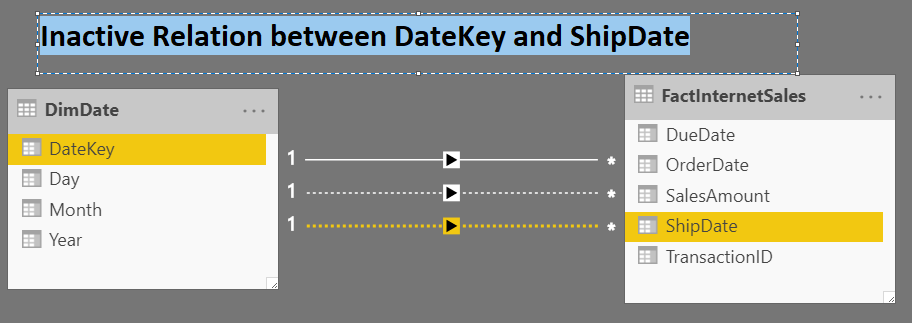 Inactive Relation between DateKey and ShipDate
DimDate
DateKey
Day
Month
Year
1 *
1 *
1 *
FactInternetSales
DueDate
OrderDate
SalesAmount
ShipDate
TransactionID